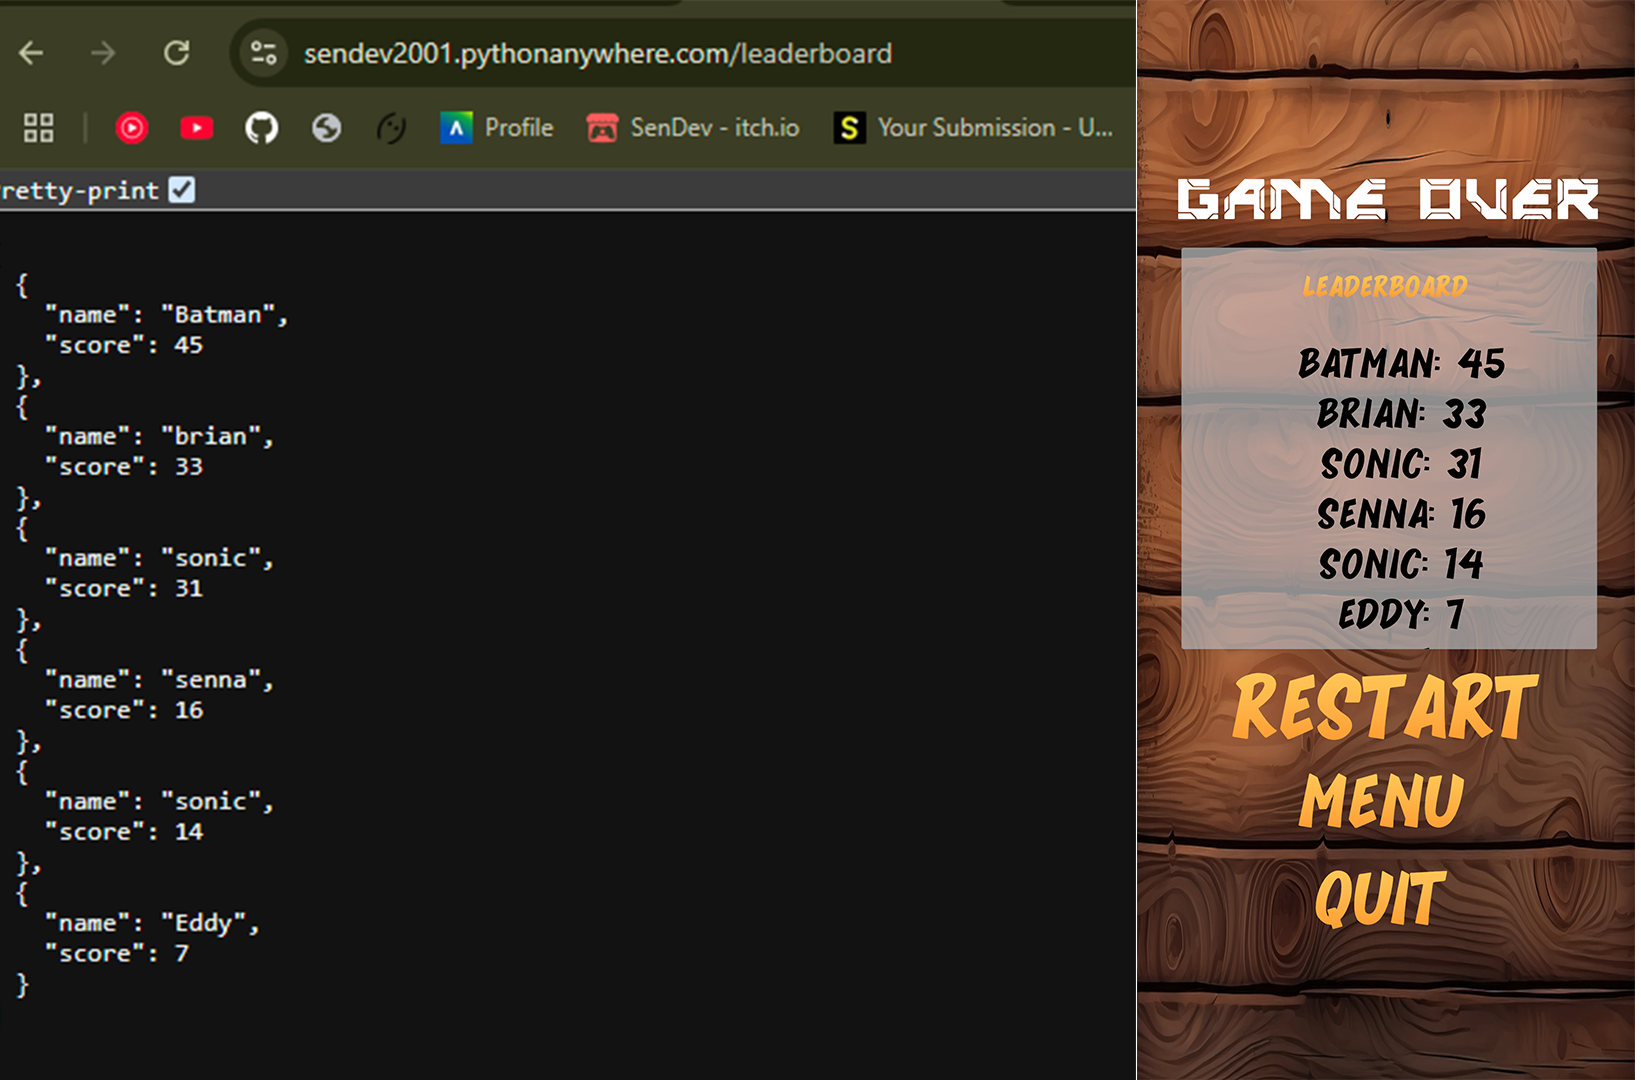 sendev2001.pythonanywhere.com/leaderboard
Profile
SenDev - itch.io
Your Submission - U...
retty-print
{
"name": "Batman",
"score": 45
},
{
"name": "brian",
"score": 33
},
{
"name": "sonic",
"score": 31
},
{
"name": "senna",
"score": 16
},
{
"name": "sonic",
"score": 14
},
{
"name": "Eddy",
"score": 7
}
GAME OVER
LEADERBOARD
BATMAN: 45
BRIAN: 33
SONIC: 31
SENNA: 16
SONIC: 14
EDDY: 7
RESTART
MENU
QUIT